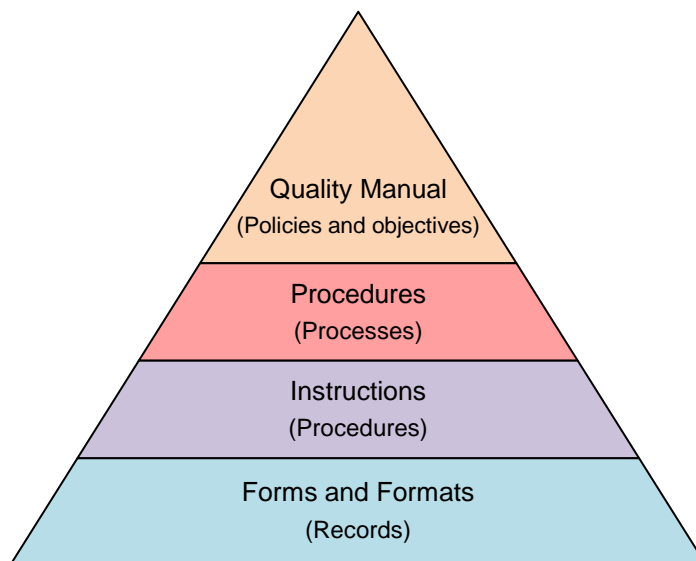 Quality Manual
(Policies and objectives)
Procedures
(Processes)
Instructions
(Procedures)
Forms and Formats
(Records)